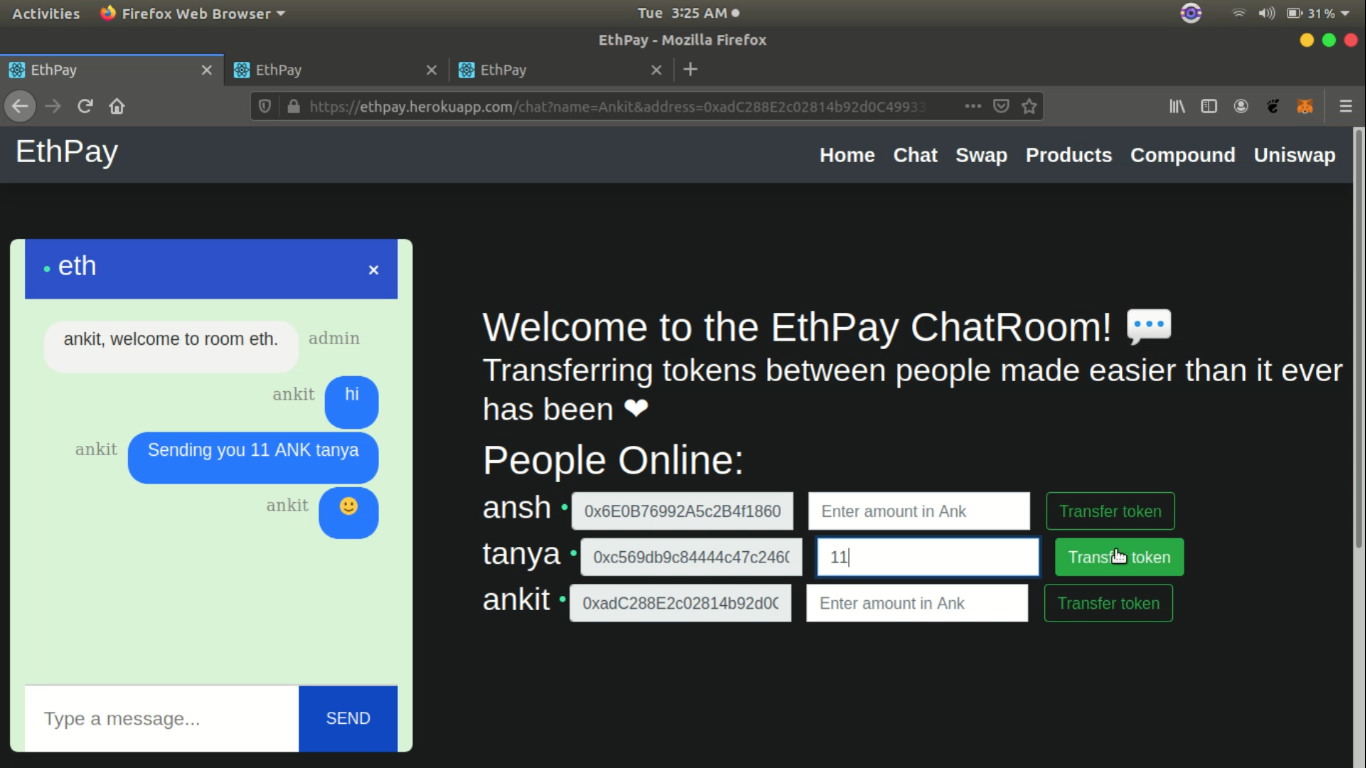 Activities Firefox Web Browser Tue 3:25 AM 31 %
EthPay - Mozilla Firefox
EthPay EthPay EthPay
https://ethpay.herokuapp.com/chat?name=Ankit&address=0xadC288E2c02814b92d0C49933
EthPay Home Chat Swap Products Compound Uniswap
eth ×
ankit, welcome to room eth. admin
ankit hi
ankit Sending you 11 ANK tanya
ankit
Type a message... SEND
Welcome to the EthPay ChatRoom!
Transferring tokens between people made easier than it ever
has been ❤
People Online:
ansh 0x6E0B76992A5c2B4f1860 Enter amount in Ank Transfer token
tanya 0xc569db9c84444c47c2460 11 Transfer token
ankit 0xadC288E2c02814b92d0C Enter amount in Ank Transfer token